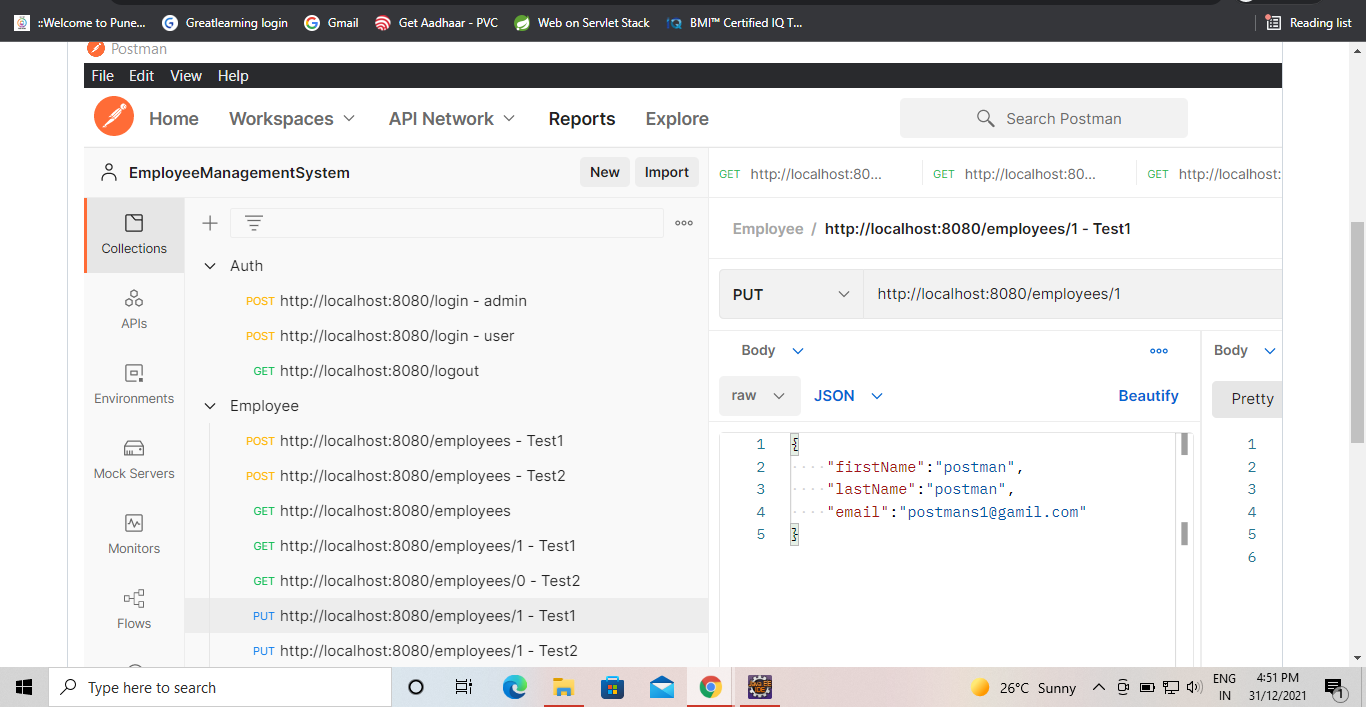 ::Welcome to Pune...
Greatlearning login
Gmail
Get Aadhaar - PVC
Web on Servlet Stack
BMI™ Certified IQ T...
Reading list
Postman
File Edit View Help
Home Workspaces API Network Reports Explore
Search Postman
EmployeeManagementSystem
New
Import
Collections
APIs
Environments
Mock Servers
Monitors
Flows
Auth
POST http://localhost:8080/login - admin
POST http://localhost:8080/login - user
GET http://localhost:8080/logout
Employee
POST http://localhost:8080/employees - Test1
POST http://localhost:8080/employees - Test2
GET http://localhost:8080/employees
GET http://localhost:8080/employees/1 - Test1
GET http://localhost:8080/employees/0 - Test2
PUT http://localhost:8080/employees/1 - Test1
PUT http://localhost:8080/employees/1 - Test2
GET http://localhost:80...
GET http://localhost:80...
GET http://localhost:
Employee / http://localhost:8080/employees/1 - Test1
PUT http://localhost:8080/employees/1
Body
raw JSON Beautify
1 {
2 "firstName":"postman",
3 "lastName":"postman",
4 "email":"postmans1@gamil.com"
5 }
Body
Pretty
1
2
3
4
5
6
Type here to search
26°C Sunny
ENG
IN
4:51 PM
31/12/2021
1